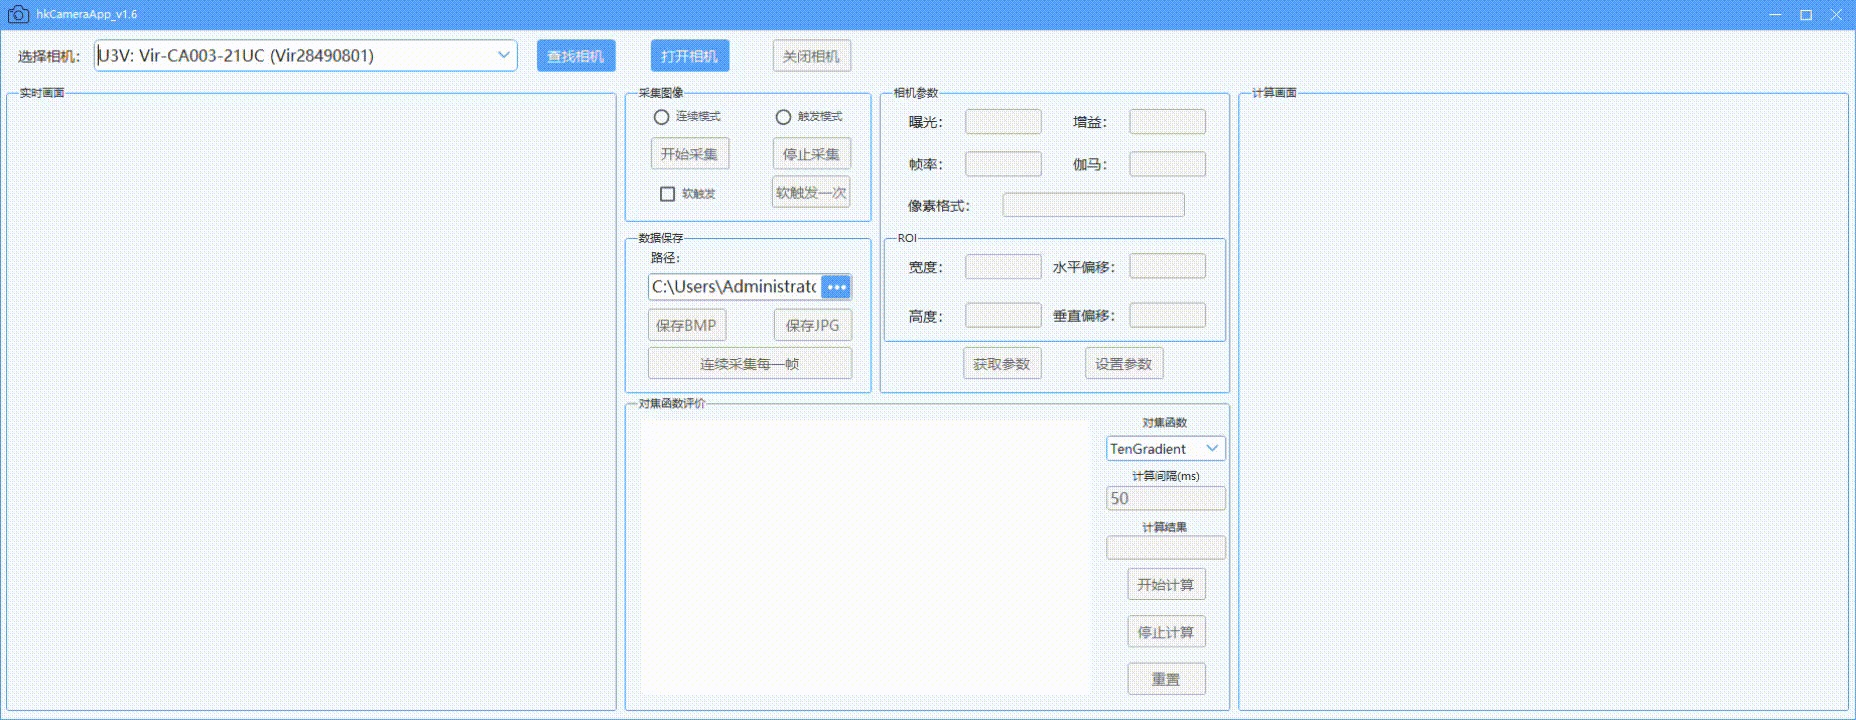 hkCameraApp_v1.6
选择相机： U3V: Vir-CA003-21UC (Vir28490801) 查找相机 打开相机 关闭相机
实时画面
采集图像
连续模式 触发模式
开始采集 停止采集
软触发 软触发一次
数据保存
路径：
C:\Users\Administrato •••
保存BMP 保存JPG
连续采集每一帧
相机参数
曝光： 增益：
帧率： 伽马：
像素格式：
ROI
宽度： 水平偏移：
高度： 垂直偏移：
获取参数 设置参数
对焦函数评价
对焦函数
TenGradient
计算间隔(ms)
50
计算结果
开始计算
停止计算
重置
计算画面